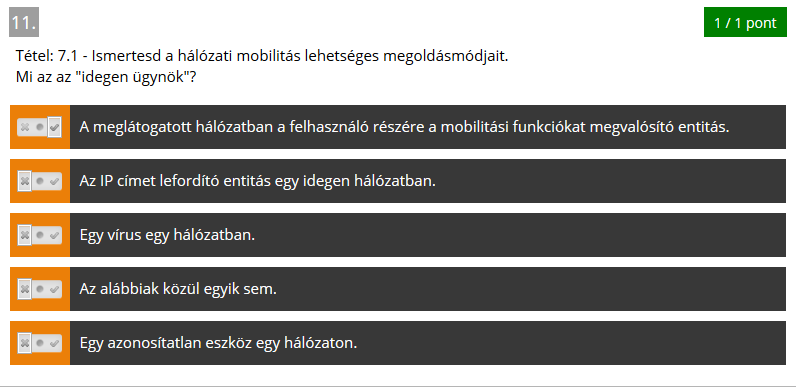 11.
1 / 1 pont
Tétel: 7.1 - Ismertesd a hálózati mobilitás lehetséges megoldásmódjait.
Mi az az "idegen ügynök"?
A meglátogatott hálózatban a felhasználó részére a mobilitási funkciókat megvalósító entitás.
Az IP címet lefordító entitás egy idegen hálózatban.
Egy vírus egy hálózatban.
Az alábbiak közül egyik sem.
Egy azonosítatlan eszköz egy hálózaton.